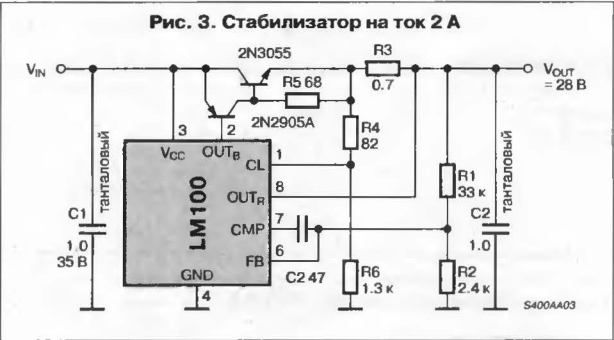 Рис. 3. Стабилизатор на ток 2 А
2N3055
R3
0.7
VIN
VOUT
= 28 В
R5 68
2N2905A
R4
82
3
2
VCC
OUTB
CL
1
OUTR
8
CMP
7
FB
6
GND
4
LM100
C1
1.0
35 В
танталовый
C2 47
R6
1.3 к
R1
33 к
R2
2.4 к
танталовый
C2
1.0
S400AA03